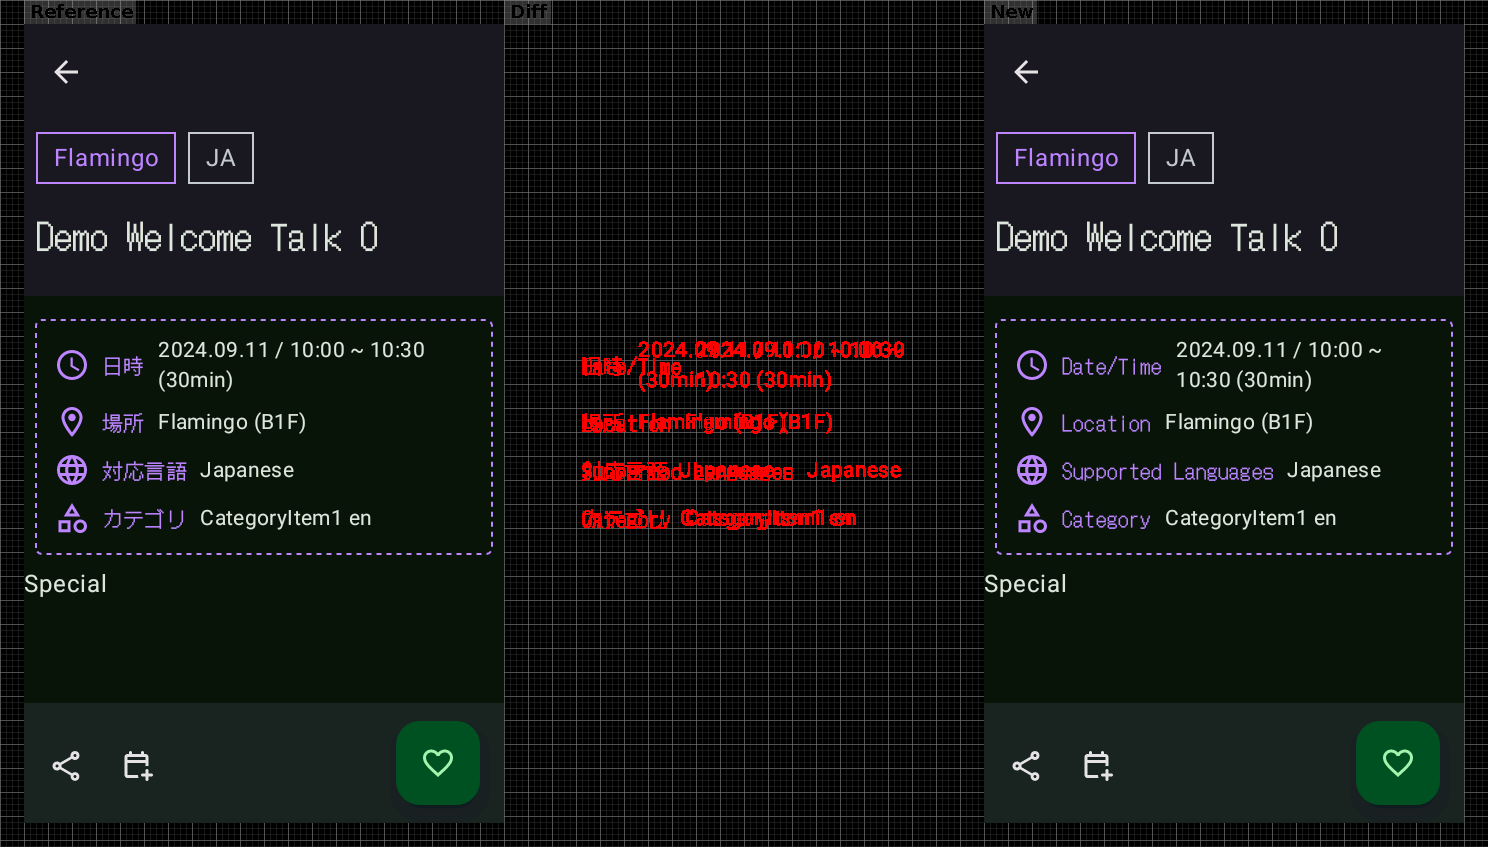 Reference
Diff
New
Flamingo
JA
Demo Welcome Talk 0
日時
2024.09.11 / 10:00 ~ 10:30
(30min)
場所
Flamingo (B1F)
対応言語
Japanese
カテゴリ
CategoryItem1 en
Special
Flamingo
JA
Demo Welcome Talk 0
Date/Time
2024.09.11 / 10:00 ~
10:30 (30min)
Location
Flamingo (B1F)
Supported Languages
Japanese
Category
CategoryItem1 en
Special